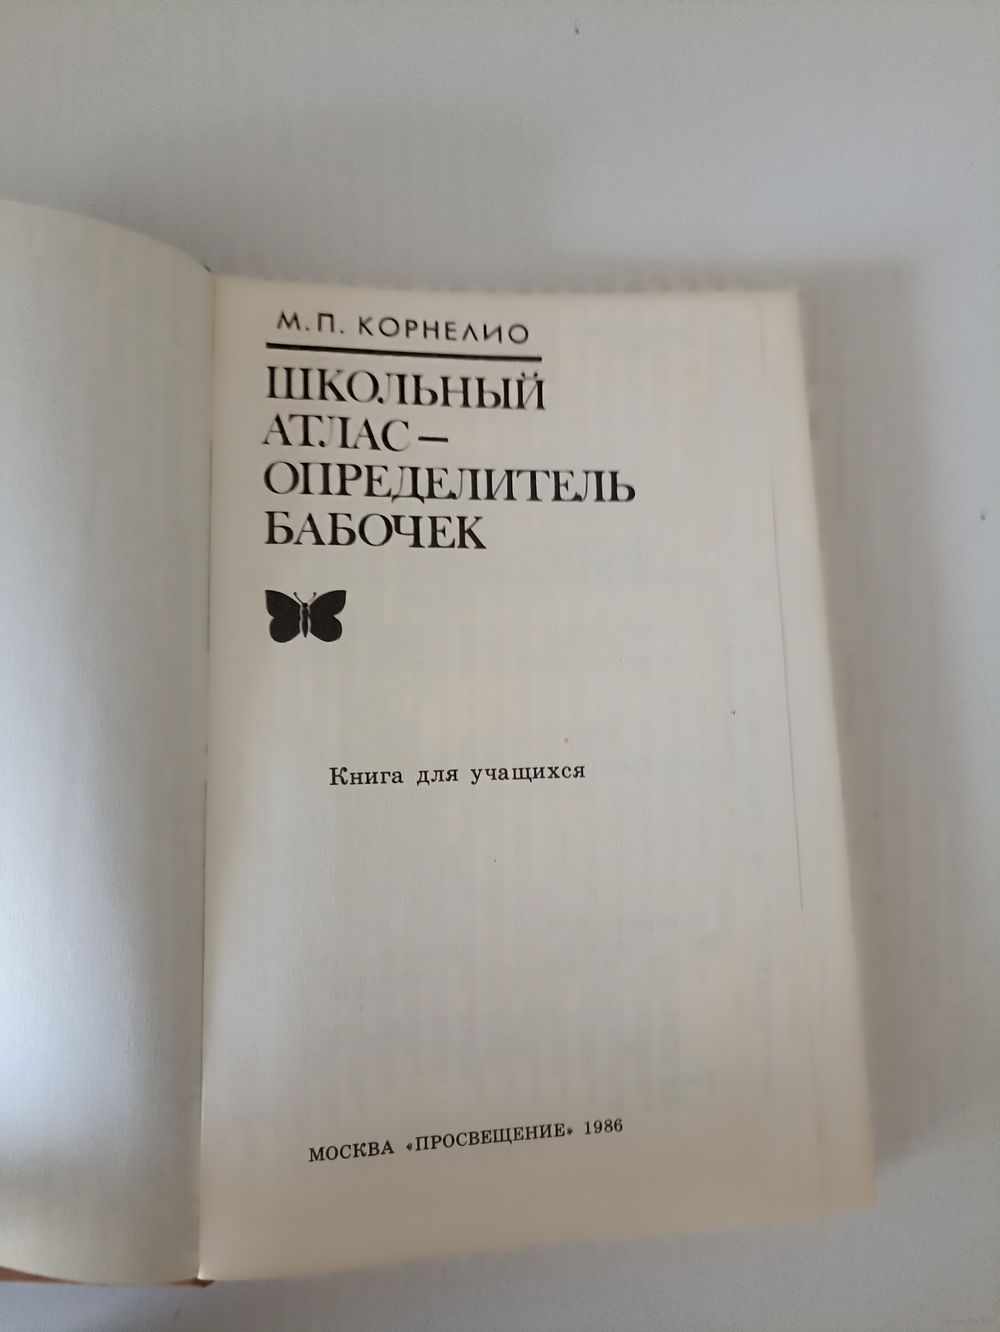 М.П. КОРНЕЛИО
ШКОЛЬНЫЙ
АТЛАС –
ОПРЕДЕЛИТЕЛЬ
БАБОЧЕК
Книга для учащихся
МОСКВА «ПРОСВЕЩЕНИЕ» 1986